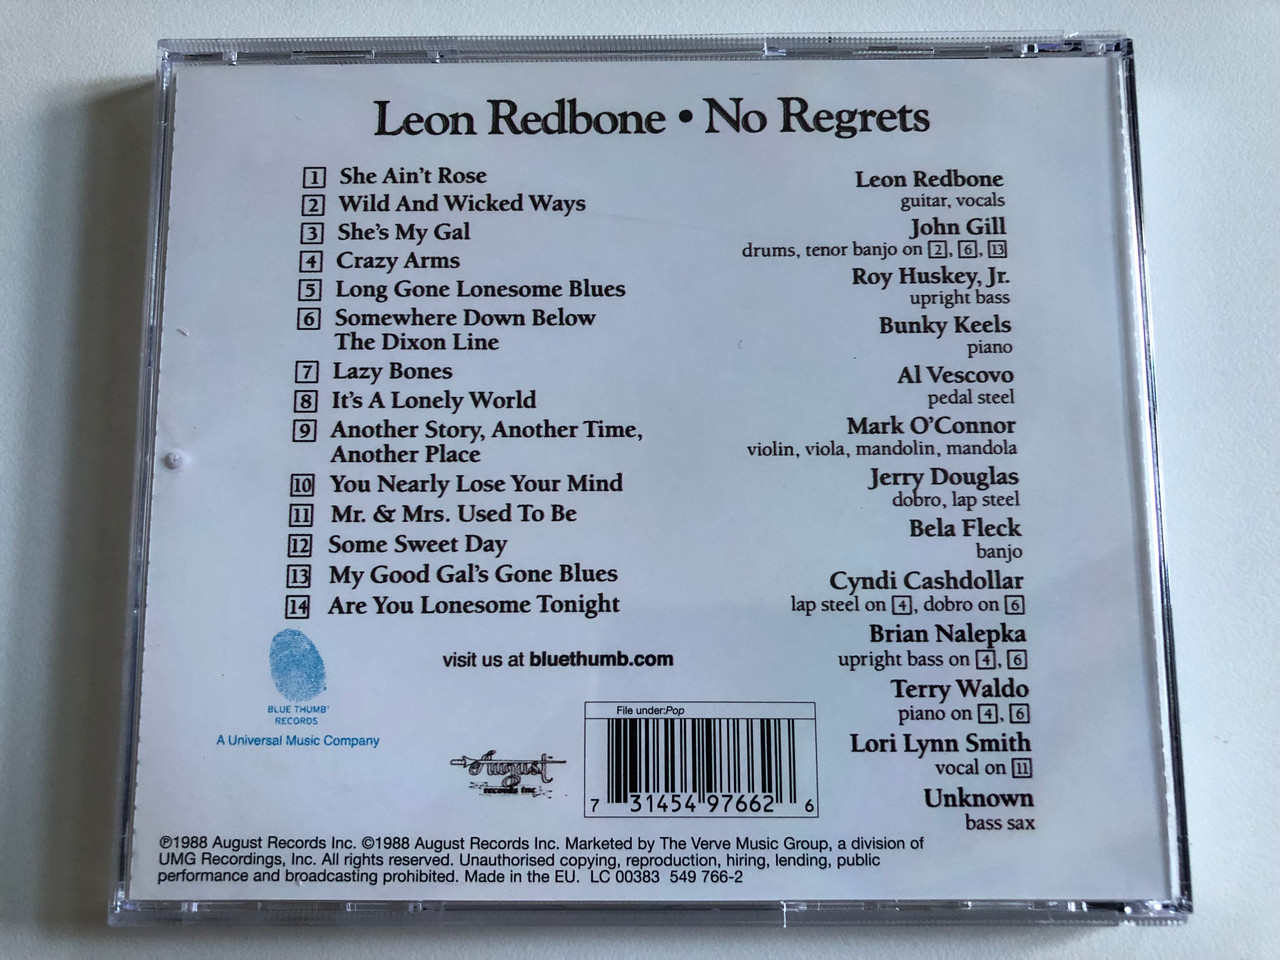 Leon Redbone • No Regrets
1 She Ain't Rose
2 Wild And Wicked Ways
3 She's My Gal
4 Crazy Arms
5 Long Gone Lonesome Blues
6 Somewhere Down Below
The Dixon Line
7 Lazy Bones
8 It's A Lonely World
9 Another Story, Another Time,
Another Place
10 You Nearly Lose Your Mind
11 Mr. & Mrs. Used To Be
12 Some Sweet Day
13 My Good Gal's Gone Blues
14 Are You Lonesome Tonight
Leon Redbone
guitar, vocals
John Gill
drums, tenor banjo on 2, 6, 13
Roy Huskey, Jr.
upright bass
Bunky Keels
piano
Al Vescovo
pedal steel
Mark O'Connor
violin, viola, mandolin, mandola
Jerry Douglas
dobro, lap steel
Bela Fleck
banjo
Cyndi Cashdollar
lap steel on 4, dobro on 6
Brian Nalepka
upright bass on 4, 6
Terry Waldo
piano on 4, 6
Lori Lynn Smith
vocal on 11
Unknown
bass sax
visit us at bluethumb.com
BLUE THUMB®
RECORDS
A Universal Music Company
August
records inc.
File under:Pop
7 31454 97662 6
℗1988 August Records Inc. ©1988 August Records Inc. Marketed by The Verve Music Group, a division of
UMG Recordings, Inc. All rights reserved. Unauthorised copying, reproduction, hiring, lending, public
performance and broadcasting prohibited. Made in the EU. LC 00383 549 766-2